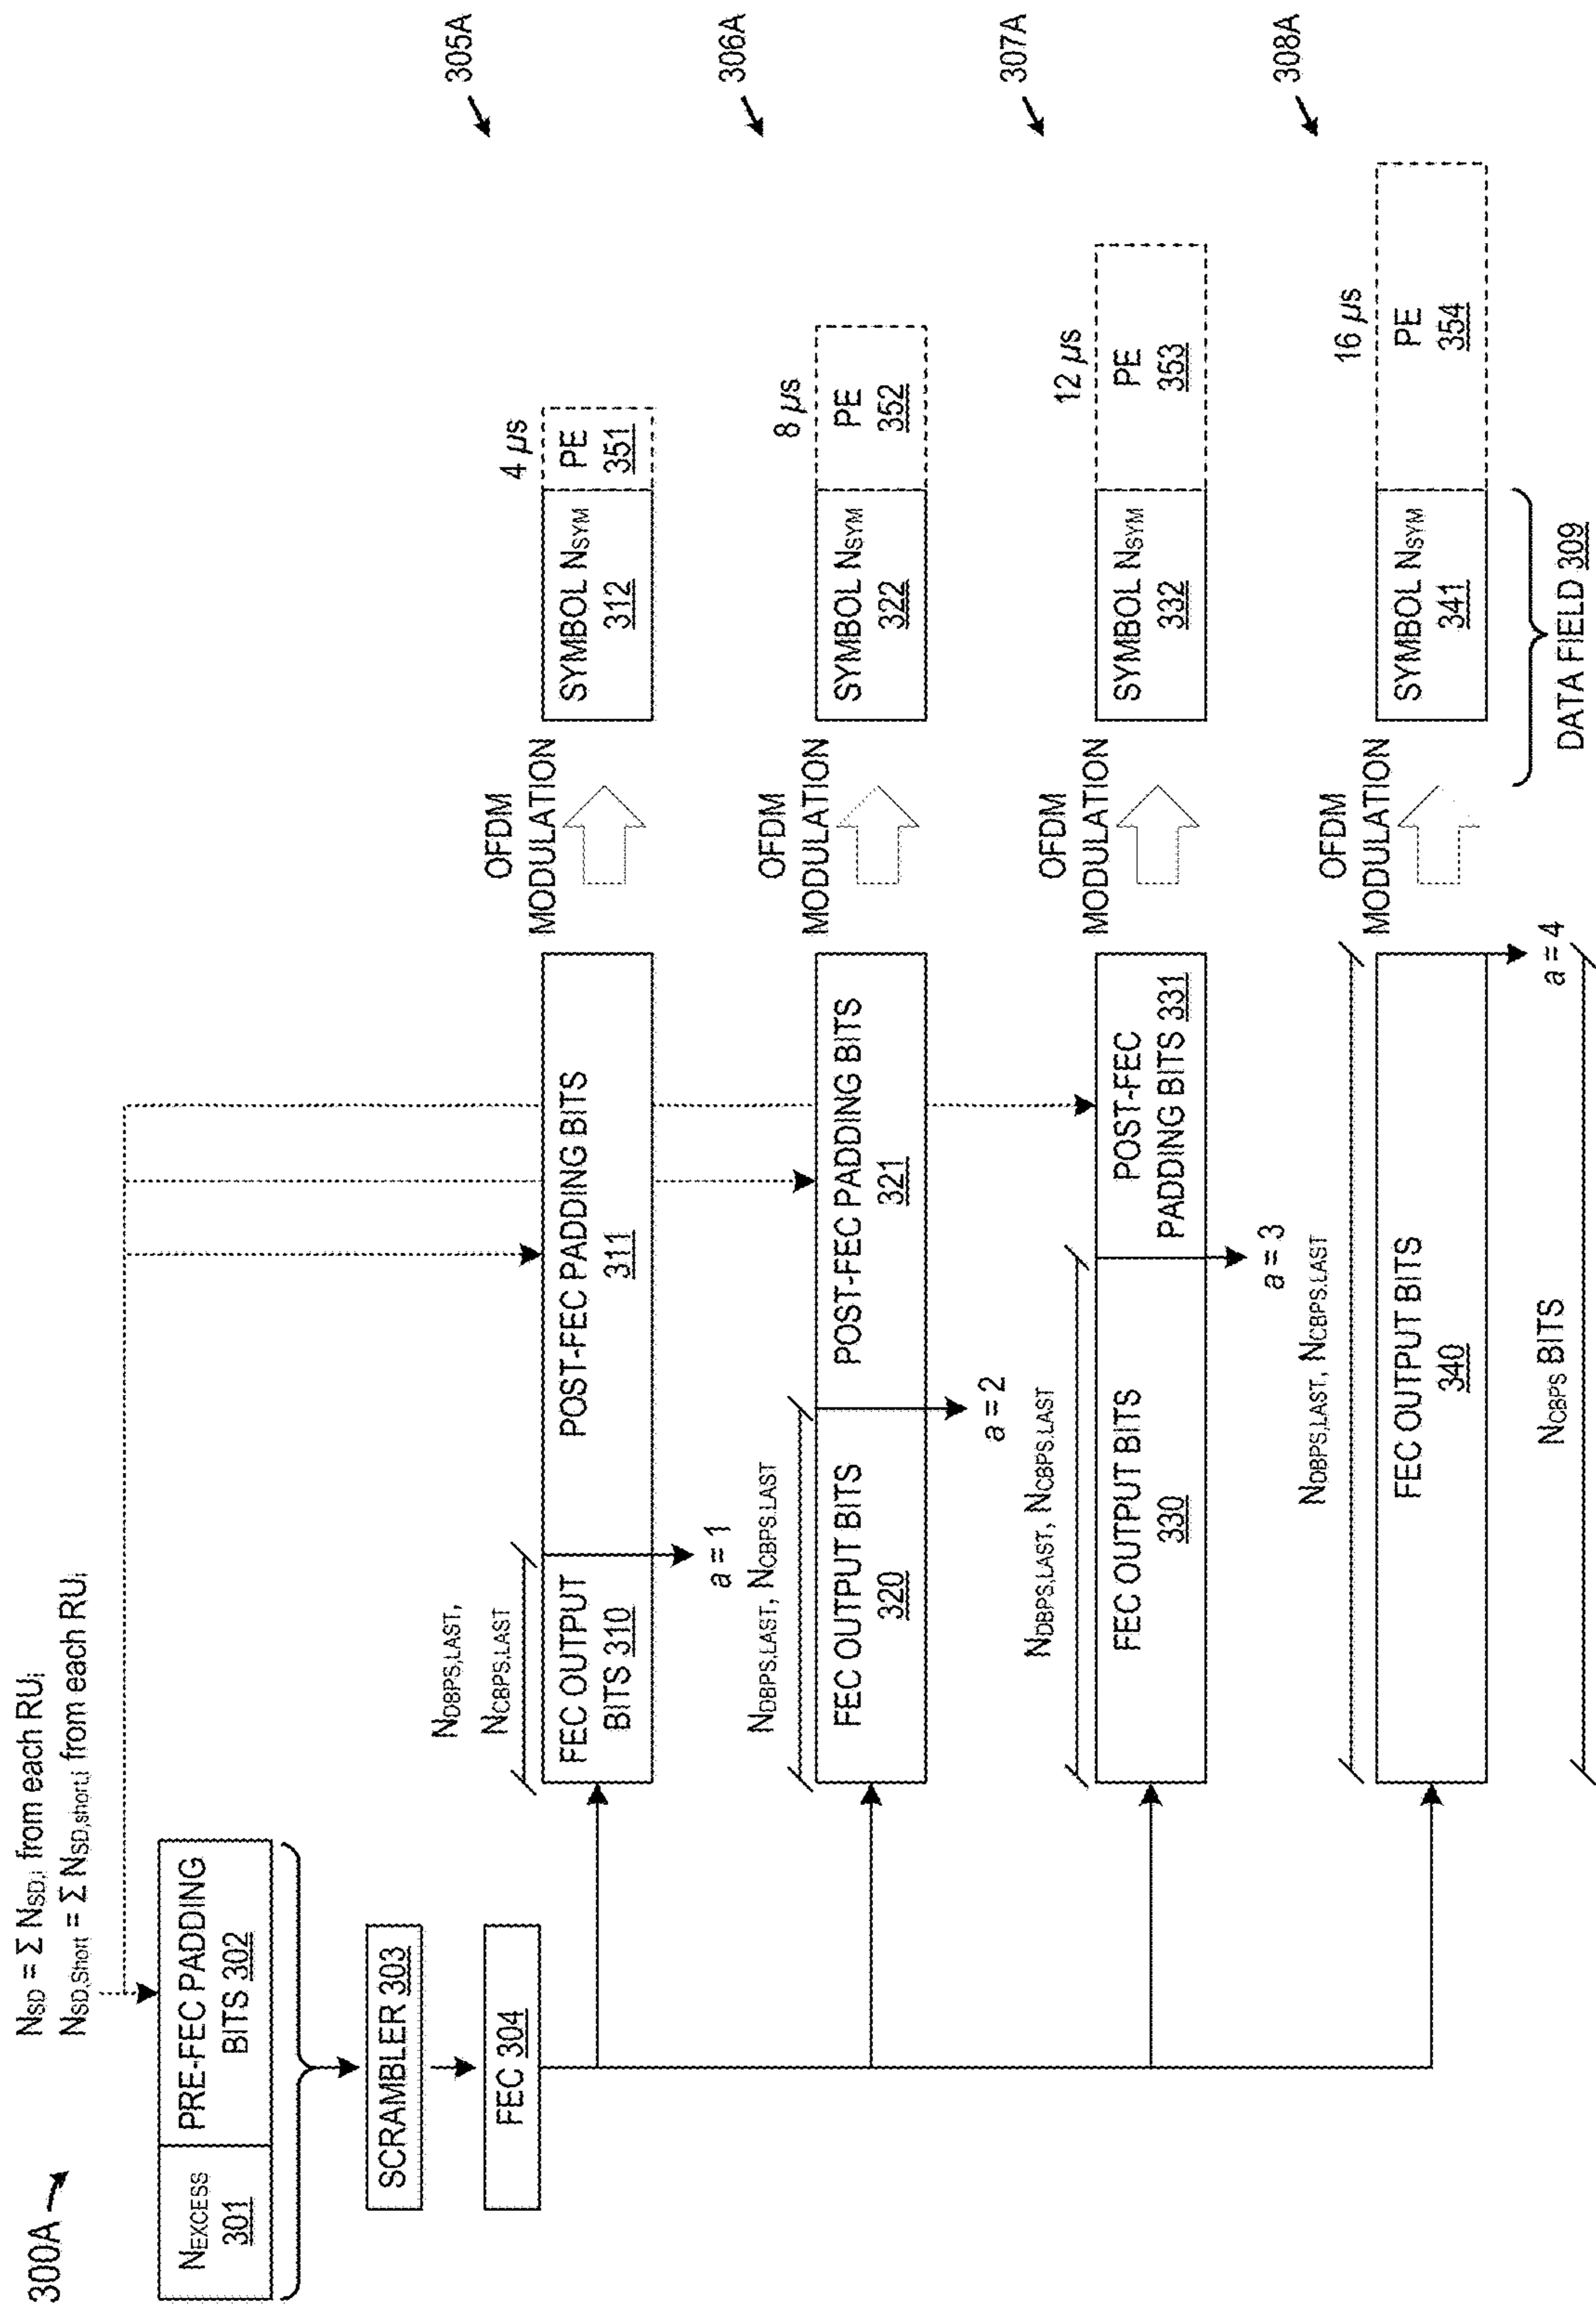 300A
N_SD = Σ N_SD,i from each RU_i
N_SD,Short = Σ N_SD,short,i from each RU_i
N_EXCESS
301
PRE-FEC PADDING
BITS 302
SCRAMBLER 303
FEC 304
305A
N_DBPS,LAST,
N_CBPS,LAST
FEC OUTPUT
BITS 310
POST-FEC PADDING BITS
311
a = 1
OFDM
MODULATION
SYMBOL N_SYM
312
4 µs
PE
351
306A
N_DBPS,LAST, N_CBPS,LAST
FEC OUTPUT BITS
320
POST-FEC PADDING BITS
321
a = 2
OFDM
MODULATION
SYMBOL N_SYM
322
8 µs
PE
352
307A
N_DBPS,LAST, N_CBPS,LAST
FEC OUTPUT BITS
330
POST-FEC
PADDING BITS 331
a = 3
OFDM
MODULATION
SYMBOL N_SYM
332
12 µs
PE
353
308A
N_DBPS,LAST, N_CBPS,LAST
FEC OUTPUT BITS
340
a = 4
N_CBPS BITS
OFDM
MODULATION
SYMBOL N_SYM
341
16 µs
PE
354
DATA FIELD 309